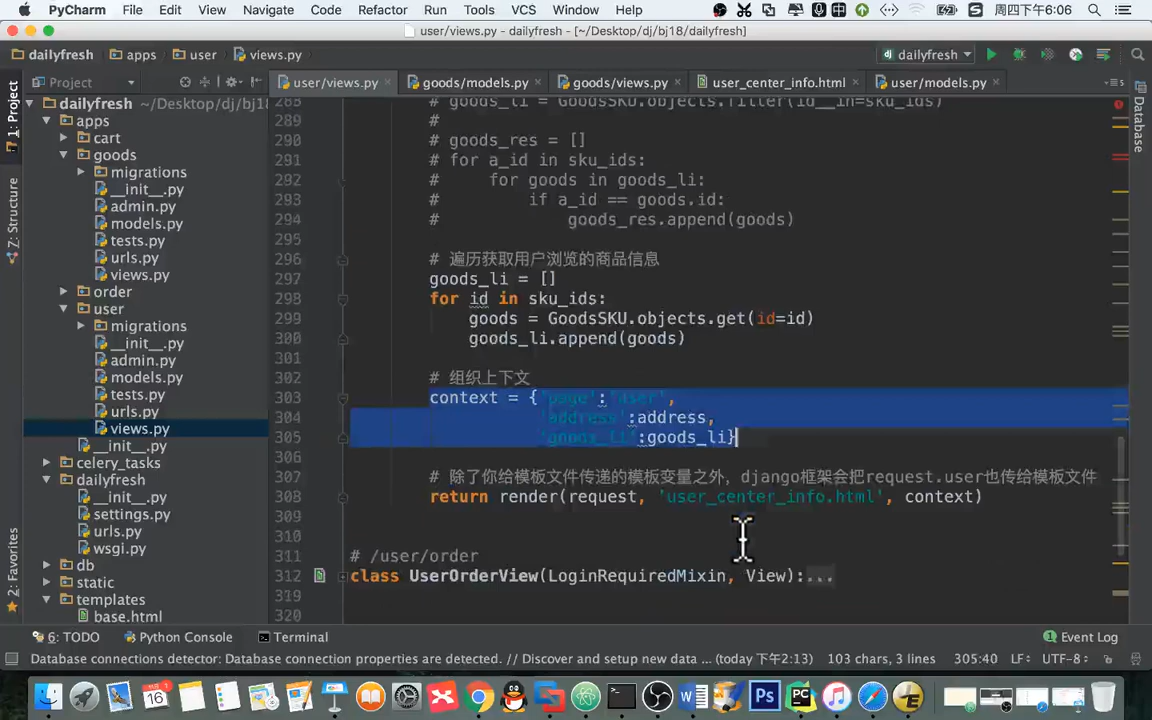 PyCharm File Edit View Navigate Code Refactor Run Tools VCS Window Help 周四下午6:06
user/views.py - dailyfresh - [~/Desktop/dj/bj18/dailyfresh]
dailyfresh apps user views.py dailyfresh
Project user/views.py goods/models.py goods/views.py user_center_info.html user/models.py
1: Project
Z: Structure
2: Favorites
Database
dailyfresh ~/Desktop/dj/bj18
apps
cart
goods
migrations
__init__.py
admin.py
models.py
tests.py
urls.py
views.py
order
user
migrations
__init__.py
admin.py
models.py
tests.py
urls.py
views.py
__init__.py
celery_tasks
dailyfresh
__init__.py
settings.py
urls.py
wsgi.py
db
static
templates
base.html
288 # goods_li = GoodsSKU.objects.filter(id__in=sku_ids)
289 #
290 # goods_res = []
291 # for a_id in sku_ids:
292 #     for goods in goods_li:
293 #         if a_id == goods.id:
294 #             goods_res.append(goods)
295
296 # 遍历获取用户浏览的商品信息
297 goods_li = []
298 for id in sku_ids:
299     goods = GoodsSKU.objects.get(id=id)
300     goods_li.append(goods)
301
302 # 组织上下文
303 context = {'page':'user',
304 'address':address,
305 'goods_li':goods_li}
306
307 # 除了你给模板文件传递的模板变量之外，django框架会把request.user也传给模板文件
308 return render(request, 'user_center_info.html', context)
309
310
311 # /user/order
312 class UserOrderView(LoginRequiredMixin, View):...
319
320
6: TODO Python Console Terminal Event Log
Database connections detector: Database connection properties are detected. // Discover and setup new data ... (today 下午2:13) 103 chars, 3 lines 305:40 LF÷ UTF-8÷